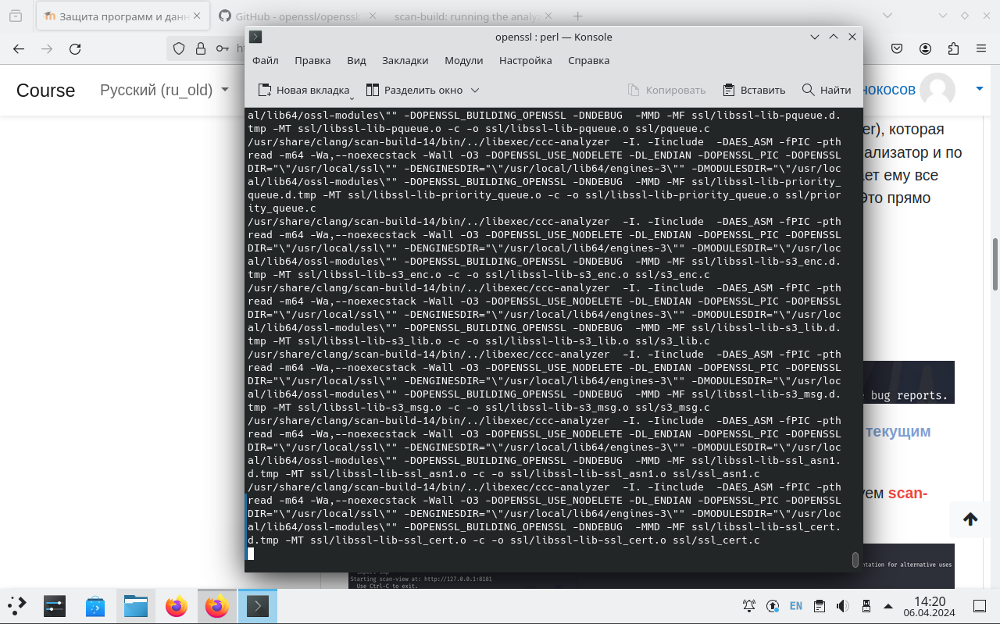 Защита програм и данн
GitHub - openssl/openssl:
scan-build: running the analyz
openssl : perl — Konsole
Файл Правка Вид Закладки Модули Настройка Справка
Новая вкладка Разделить окно Копировать Вставить Найти
Course Русский (ru_old)
нокосов
er), которая
ализатор и по
ет ему все
Это прямо
al/lib64/ossl-modules\"" -DOPENSSL_BUILDING_OPENSSL -DNDEBUG  -MMD -MF ssl/libssl-lib-pqueue.d.
tmp -MT ssl/libssl-lib-pqueue.o -c -o ssl/libssl-lib-pqueue.o ssl/pqueue.c
/usr/share/clang/scan-build-14/bin/../libexec/ccc-analyzer  -I. -Iinclude  -DAES_ASM -fPIC -pth
read -m64 -Wa,--noexecstack -Wall -O3 -DOPENSSL_USE_NODELETE -DL_ENDIAN -DOPENSSL_PIC -DOPENSSL
DIR="\"/usr/local/ssl\"" -DENGINESDIR="\"/usr/local/lib64/engines-3\"" -DMODULESDIR="\"/usr/loc
al/lib64/ossl-modules\"" -DOPENSSL_BUILDING_OPENSSL -DNDEBUG  -MMD -MF ssl/libssl-lib-priority_
queue.d.tmp -MT ssl/libssl-lib-priority_queue.o -c -o ssl/libssl-lib-priority_queue.o ssl/prior
ity_queue.c
/usr/share/clang/scan-build-14/bin/../libexec/ccc-analyzer  -I. -Iinclude  -DAES_ASM -fPIC -pth
read -m64 -Wa,--noexecstack -Wall -O3 -DOPENSSL_USE_NODELETE -DL_ENDIAN -DOPENSSL_PIC -DOPENSSL
DIR="\"/usr/local/ssl\"" -DENGINESDIR="\"/usr/local/lib64/engines-3\"" -DMODULESDIR="\"/usr/loc
al/lib64/ossl-modules\"" -DOPENSSL_BUILDING_OPENSSL -DNDEBUG  -MMD -MF ssl/libssl-lib-s3_enc.d.
tmp -MT ssl/libssl-lib-s3_enc.o -c -o ssl/libssl-lib-s3_enc.o ssl/s3_enc.c
/usr/share/clang/scan-build-14/bin/../libexec/ccc-analyzer  -I. -Iinclude  -DAES_ASM -fPIC -pth
read -m64 -Wa,--noexecstack -Wall -O3 -DOPENSSL_USE_NODELETE -DL_ENDIAN -DOPENSSL_PIC -DOPENSSL
DIR="\"/usr/local/ssl\"" -DENGINESDIR="\"/usr/local/lib64/engines-3\"" -DMODULESDIR="\"/usr/loc
al/lib64/ossl-modules\"" -DOPENSSL_BUILDING_OPENSSL -DNDEBUG  -MMD -MF ssl/libssl-lib-s3_lib.d.
tmp -MT ssl/libssl-lib-s3_lib.o -c -o ssl/libssl-lib-s3_lib.o ssl/s3_lib.c
/usr/share/clang/scan-build-14/bin/../libexec/ccc-analyzer  -I. -Iinclude  -DAES_ASM -fPIC -pth
read -m64 -Wa,--noexecstack -Wall -O3 -DOPENSSL_USE_NODELETE -DL_ENDIAN -DOPENSSL_PIC -DOPENSSL
DIR="\"/usr/local/ssl\"" -DENGINESDIR="\"/usr/local/lib64/engines-3\"" -DMODULESDIR="\"/usr/loc
al/lib64/ossl-modules\"" -DOPENSSL_BUILDING_OPENSSL -DNDEBUG  -MMD -MF ssl/libssl-lib-s3_msg.d.
tmp -MT ssl/libssl-lib-s3_msg.o -c -o ssl/libssl-lib-s3_msg.o ssl/s3_msg.c
/usr/share/clang/scan-build-14/bin/../libexec/ccc-analyzer  -I. -Iinclude  -DAES_ASM -fPIC -pth
read -m64 -Wa,--noexecstack -Wall -O3 -DOPENSSL_USE_NODELETE -DL_ENDIAN -DOPENSSL_PIC -DOPENSSL
DIR="\"/usr/local/ssl\"" -DENGINESDIR="\"/usr/local/lib64/engines-3\"" -DMODULESDIR="\"/usr/loc
al/lib64/ossl-modules\"" -DOPENSSL_BUILDING_OPENSSL -DNDEBUG  -MMD -MF ssl/libssl-lib-ssl_asn1.
d.tmp -MT ssl/libssl-lib-ssl_asn1.o -c -o ssl/libssl-lib-ssl_asn1.o ssl/ssl_asn1.c
/usr/share/clang/scan-build-14/bin/../libexec/ccc-analyzer  -I. -Iinclude  -DAES_ASM -fPIC -pth
read -m64 -Wa,--noexecstack -Wall -O3 -DOPENSSL_USE_NODELETE -DL_ENDIAN -DOPENSSL_PIC -DOPENSSL
DIR="\"/usr/local/ssl\"" -DENGINESDIR="\"/usr/local/lib64/engines-3\"" -DMODULESDIR="\"/usr/loc
al/lib64/ossl-modules\"" -DOPENSSL_BUILDING_OPENSSL -DNDEBUG  -MMD -MF ssl/libssl-lib-ssl_cert.
d.tmp -MT ssl/libssl-lib-ssl_cert.o -c -o ssl/libssl-lib-ssl_cert.o ssl/ssl_cert.c
bug reports.
текущим
уем scan-
ntation for alternative uses
Starting scan-view at: http://127.0.0.1:8181
Use Ctrl-C to exit.
EN
14:20
06.04.2024